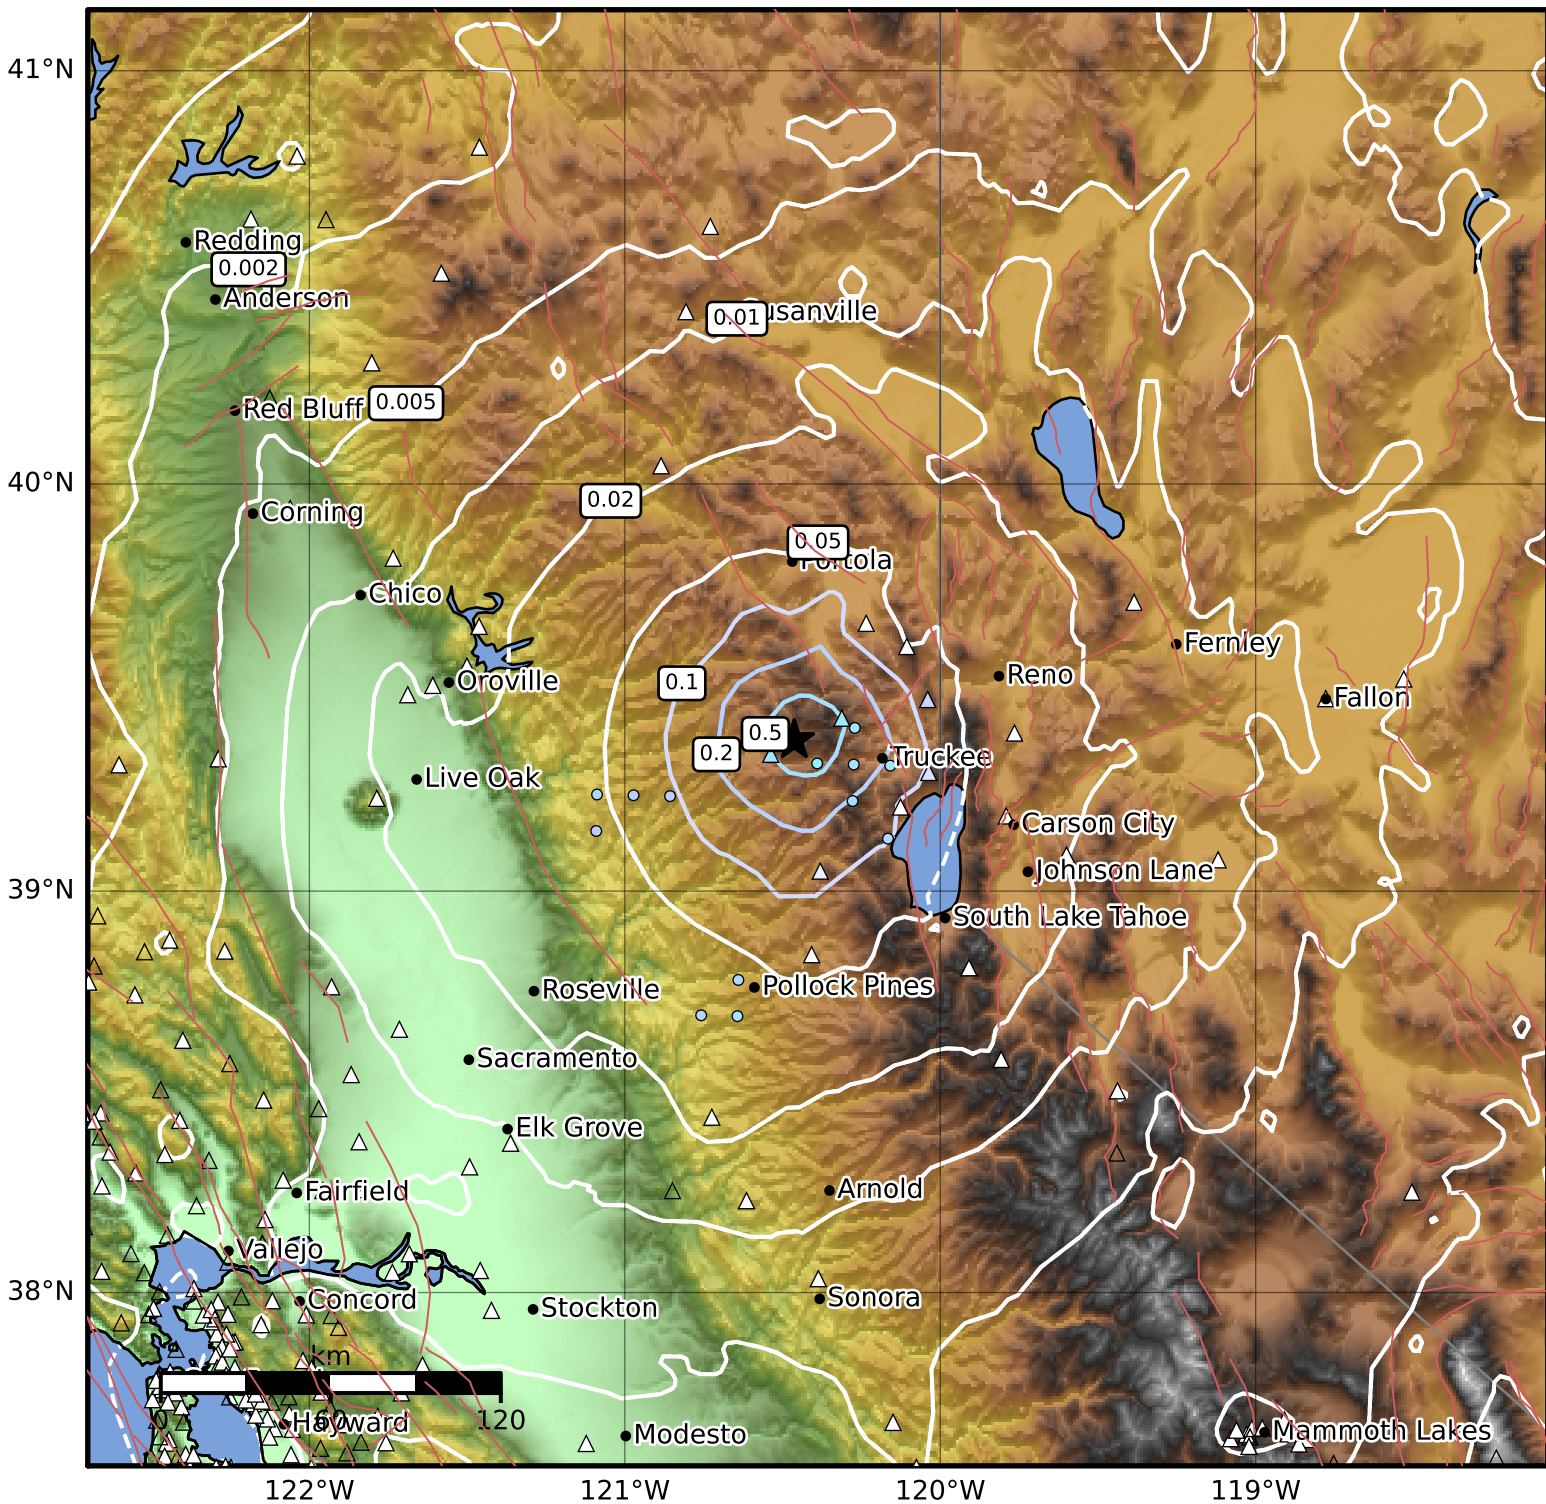 41°N
Redding
0.002
Anderson
0.01
usanville
0.005
Red Bluff
40°N
0.02
Corning
0.05
Portola
Chico
Fernley
Reno
Oroville
0.1
Fallon
0.5
0.2
Truckee
Live Oak
Carson City
Johnson Lane
39°N
South Lake Tahoe
Pollock Pines
Roseville
Sacramento
Elk Grove
Arnold
Fairfield
Vallejo
38°N
Concord
Stockton
Sonora
km
0
60
120
Hayward
Modesto
Mammoth Lakes
122°W
121°W
120°W
119°W